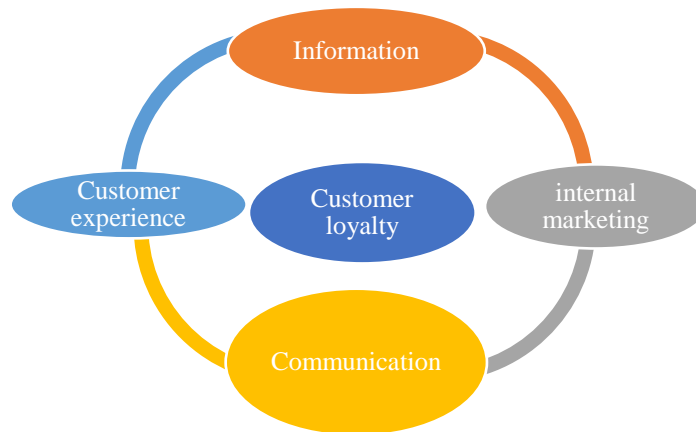 Information
Customer
experience
Customer
loyalty
internal
marketing
Communication